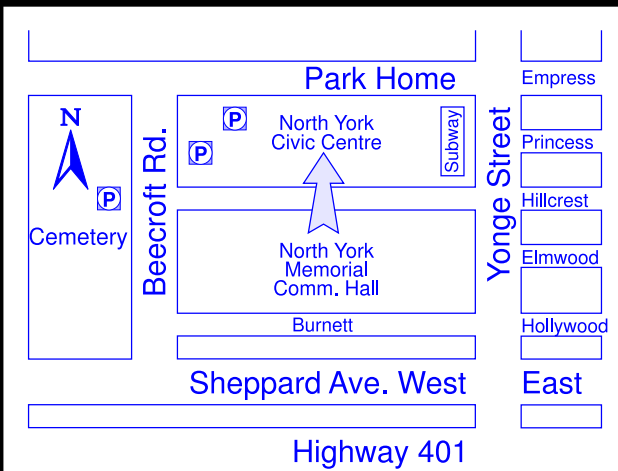 Park Home
Empress
N
P
North York
Civic Centre
Subway
P
Princess
P
Cemetery
Beecroft Rd.
Yonge Street
Hillcrest
North York
Memorial
Comm. Hall
Elmwood
Burnett
Hollywood
Sheppard Ave. West
East
Highway 401